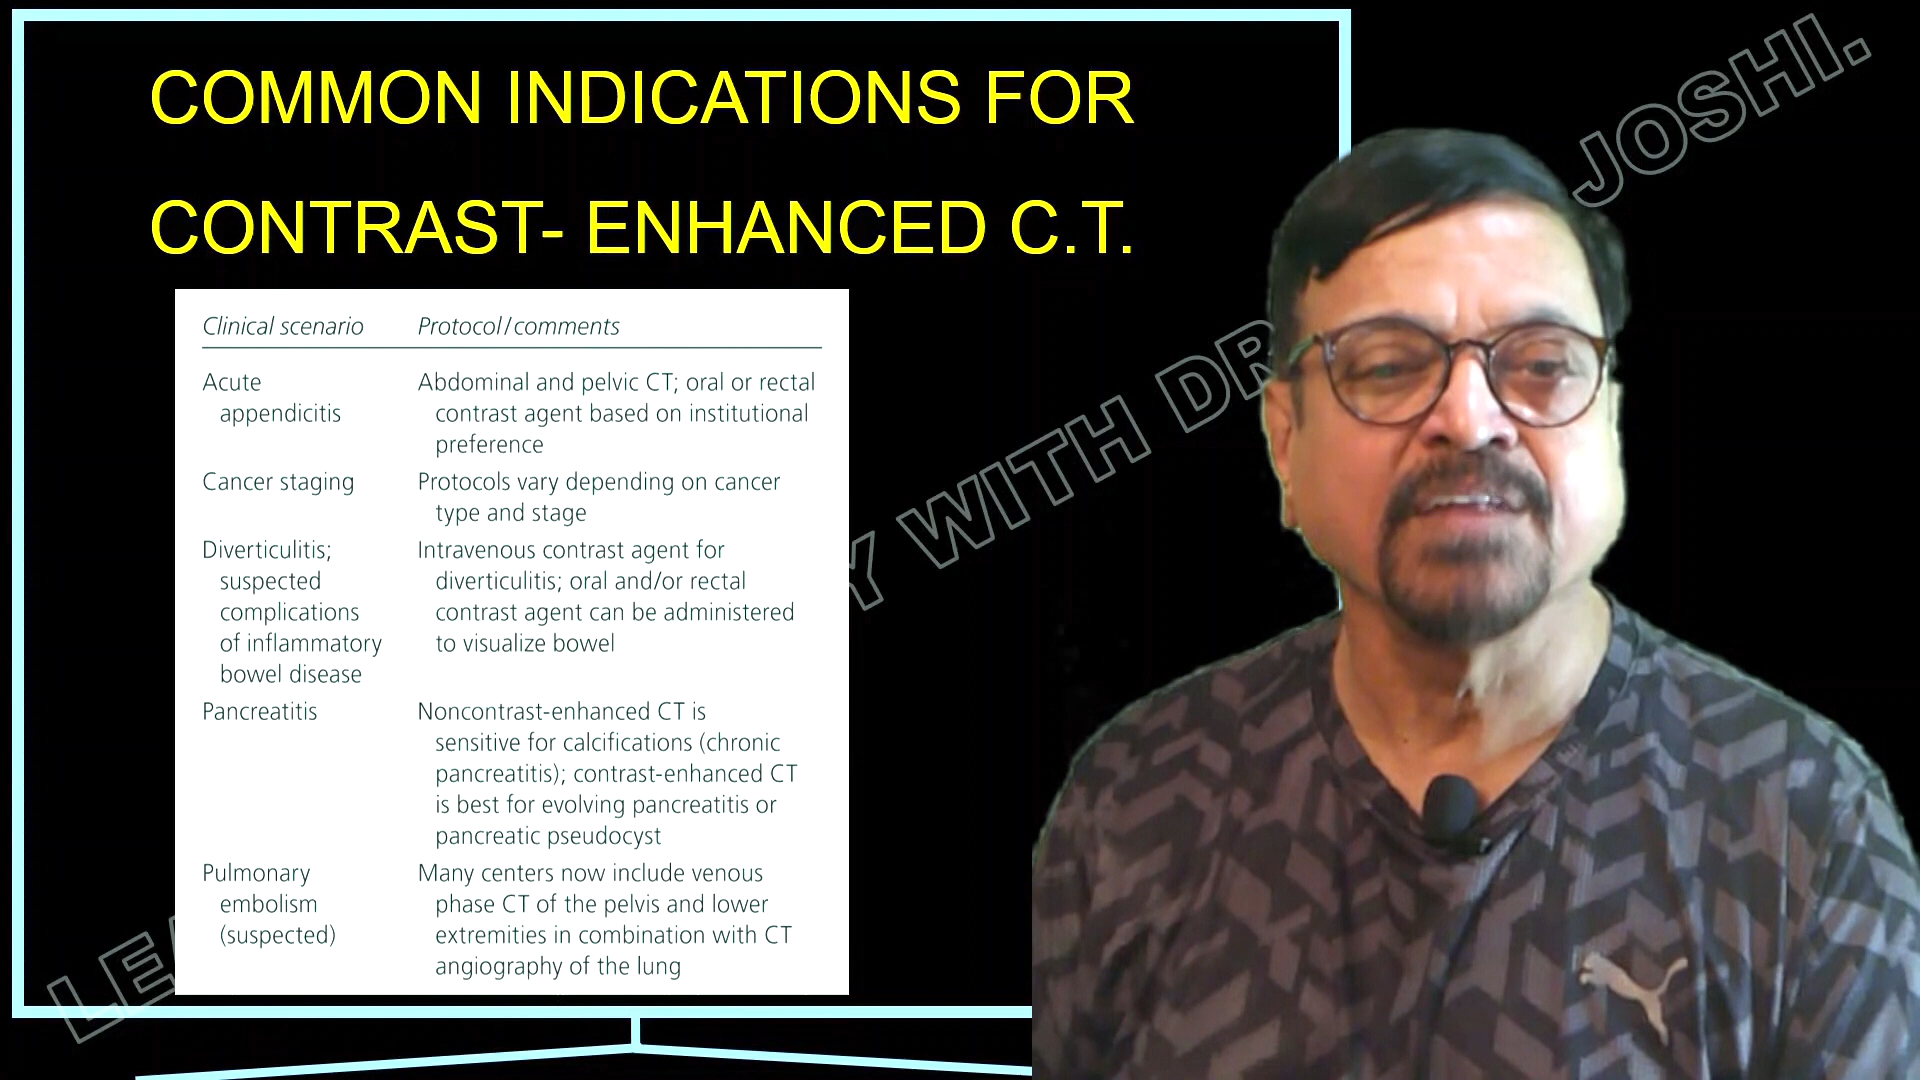 COMMON INDICATIONS FOR
CONTRAST- ENHANCED C.T.
Clinical scenario Protocol/comments
Acute Abdominal and pelvic CT; oral or rectal
appendicitis contrast agent based on institutional
preference
Cancer staging Protocols vary depending on cancer
type and stage
Diverticulitis; Intravenous contrast agent for
suspected diverticulitis; oral and/or rectal
complications contrast agent can be administered
of inflammatory to visualize bowel
bowel disease
Pancreatitis Noncontrast-enhanced CT is
sensitive for calcifications (chronic
pancreatitis); contrast-enhanced CT
is best for evolving pancreatitis or
pancreatic pseudocyst
Pulmonary Many centers now include venous
embolism phase CT of the pelvis and lower
(suspected) extremities in combination with CT
angiography of the lung
WITH DR JOSHI.